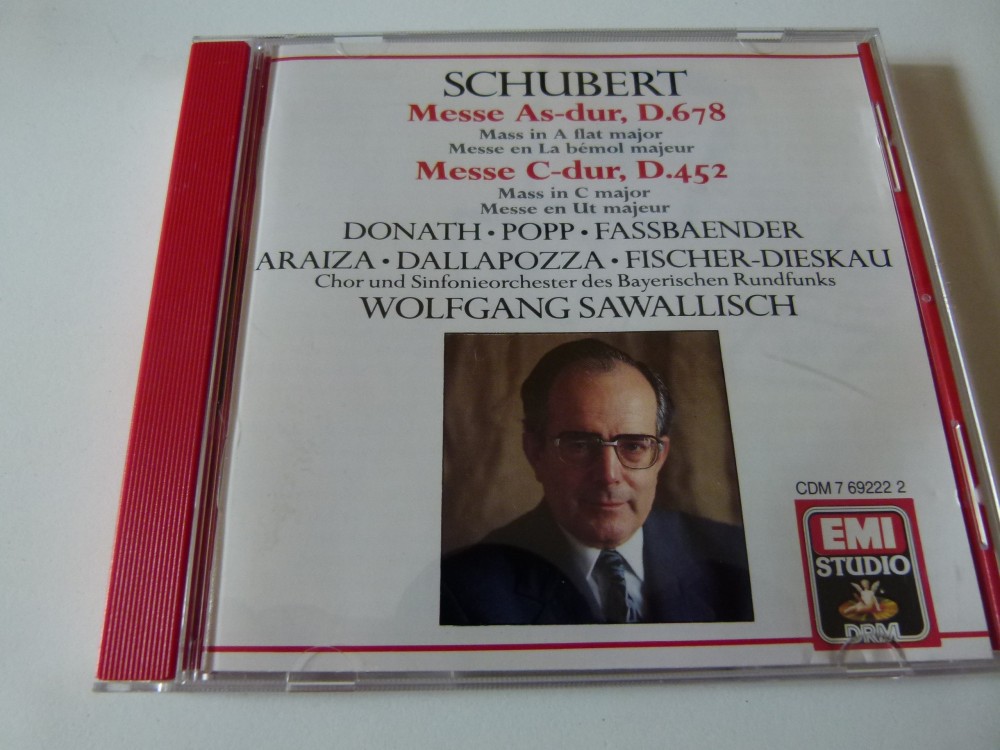 SCHUBERT
Messe As-dur, D.678
Mass in A flat major
Messe en La bémol majeur
Messe C-dur, D.452
Mass in C major
Messe en Ut majeur
DONATH • POPP • FASSBAENDER
ARAIZA • DALLAPOZZA • FISCHER-DIESKAU
Chor und Sinfonieorchester des Bayerischen Rundfunks
WOLFGANG SAWALLISCH
CDM 7 69222 2
EMI
STUDIO
DRM